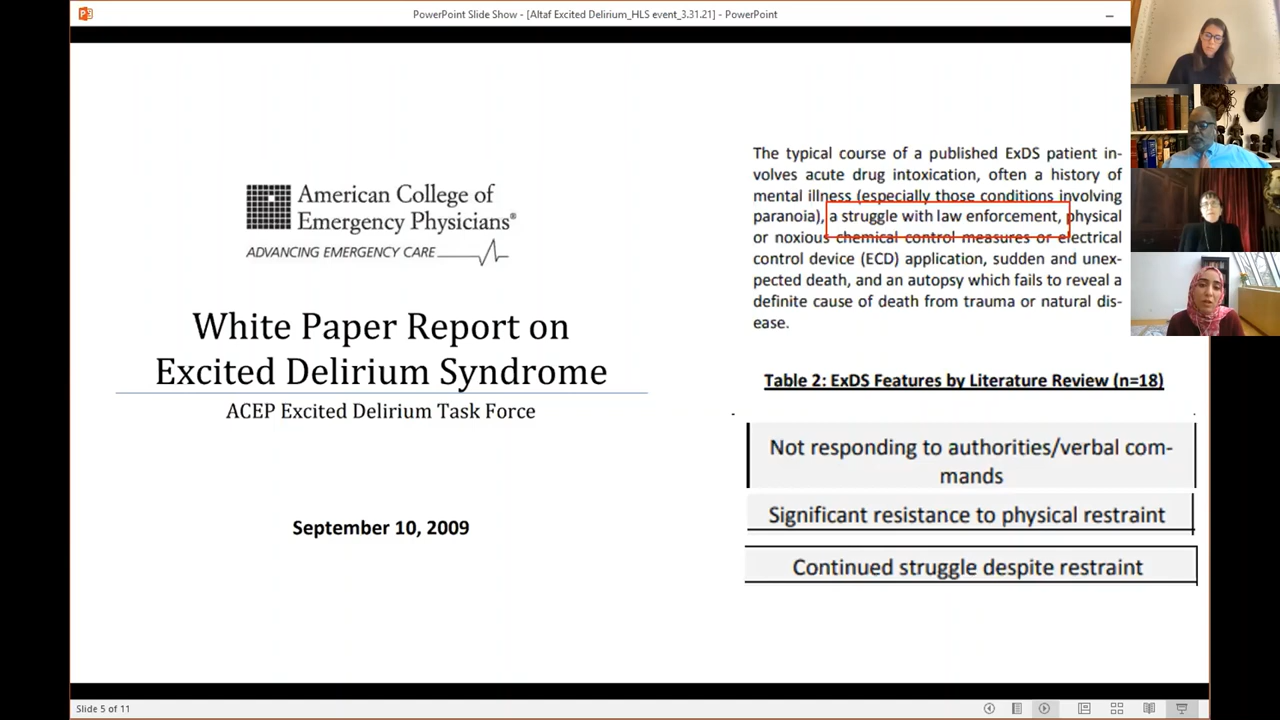 PowerPoint Slide Show - [Altaf Excited Delirium_HLS event_3.31.21] - PowerPoint
American College of
Emergency Physicians®
ADVANCING EMERGENCY CARE
White Paper Report on
Excited Delirium Syndrome
ACEP Excited Delirium Task Force
September 10, 2009
The typical course of a published ExDS patient in-
volves acute drug intoxication, often a history of
mental illness (especially those conditions involving
paranoia), a struggle with law enforcement, physical
or noxious chemical control measures or electrical
control device (ECD) application, sudden and unex-
pected death, and an autopsy which fails to reveal a
definite cause of death from trauma or natural dis-
ease.
Table 2: ExDS Features by Literature Review (n=18)
Not responding to authorities/verbal com-
mands
Significant resistance to physical restraint
Continued struggle despite restraint
Slide 5 of 11